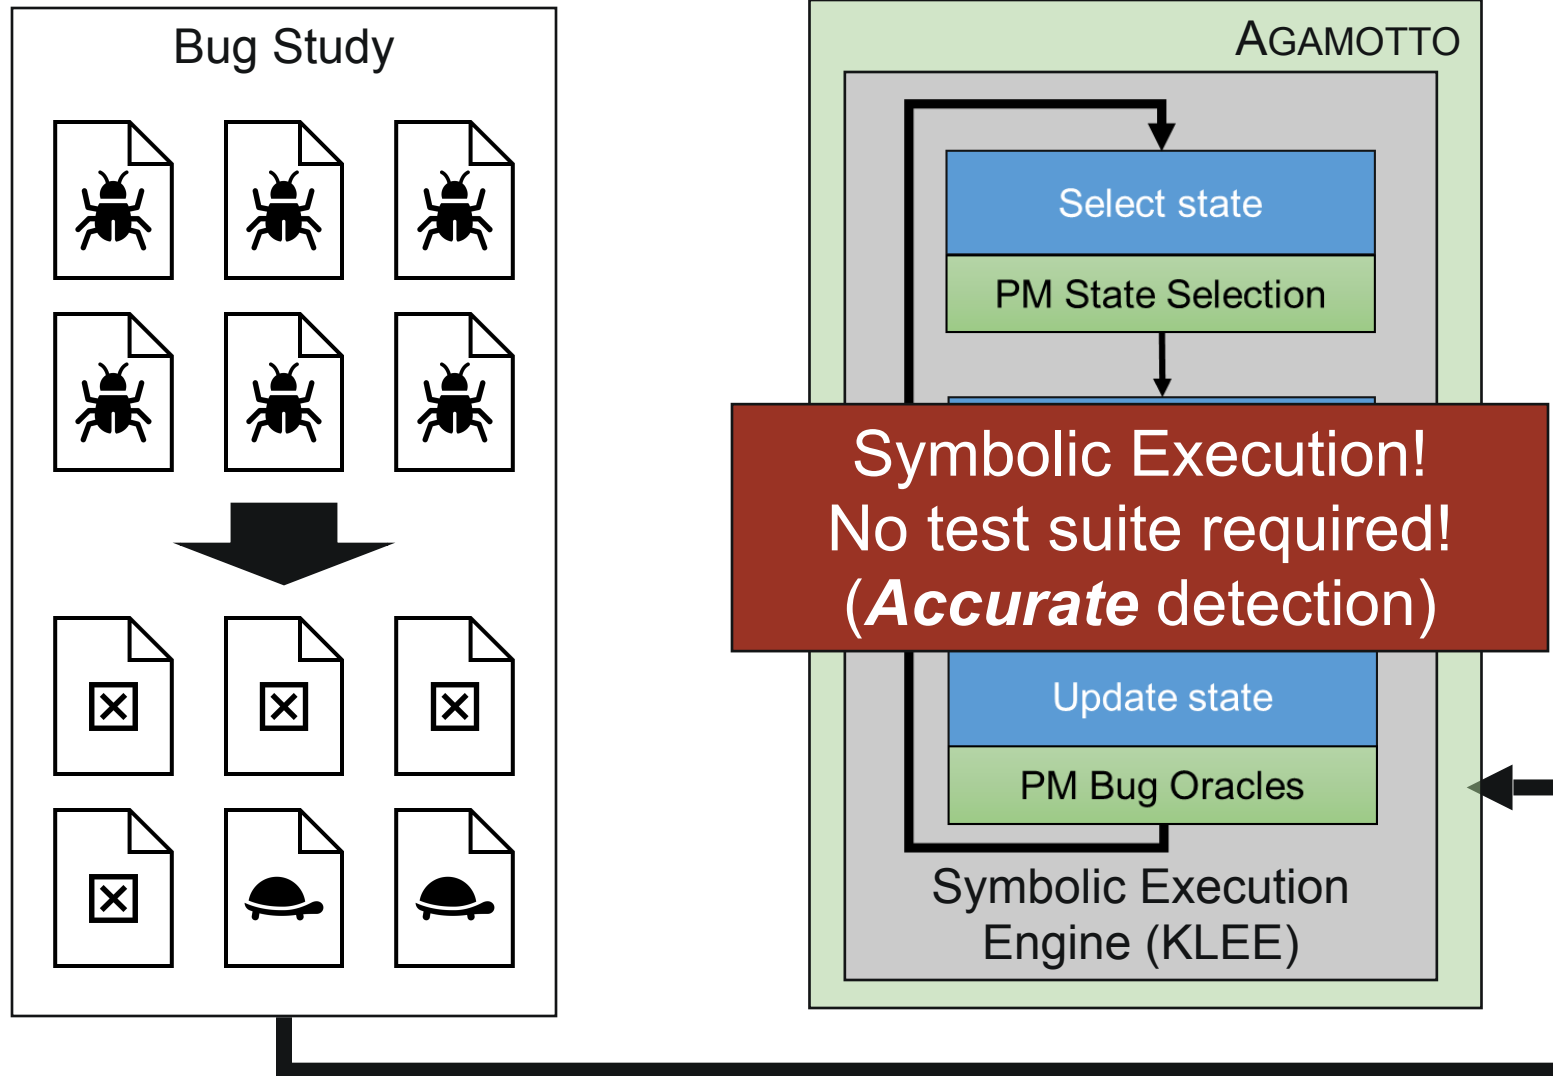 Bug Study
AGAMOTTO
Select state
PM State Selection
Symbolic Execution!
No test suite required!
(Accurate detection)
Update state
PM Bug Oracles
Symbolic Execution
Engine (KLEE)